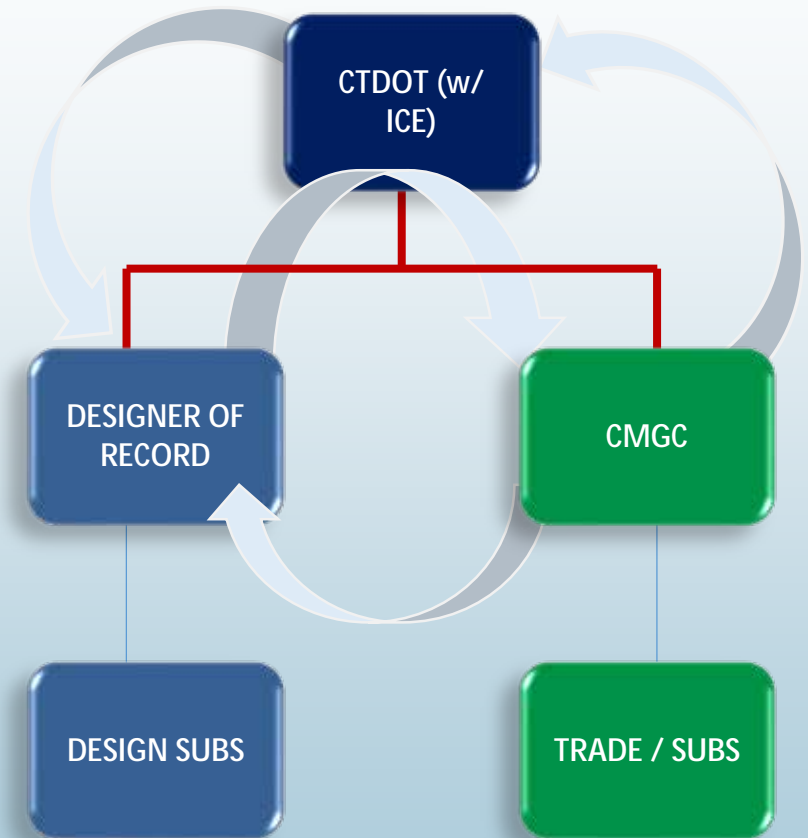 CTDOT (w/
ICE)
DESIGNER OF
RECORD
CMGC
DESIGN SUBS
TRADE / SUBS